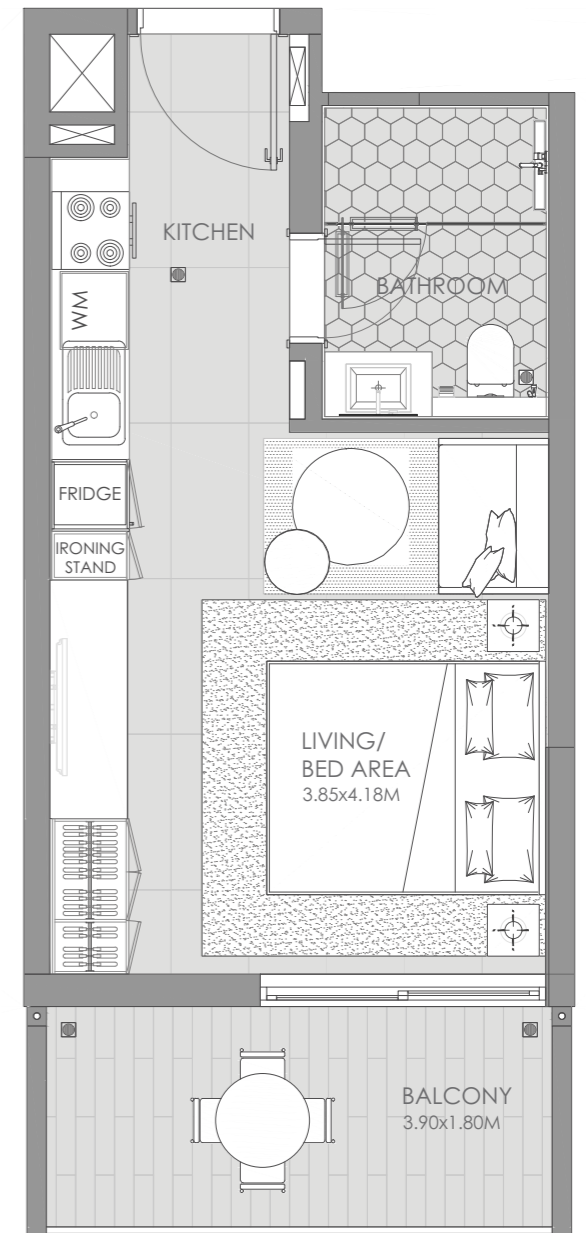 KITCHEN
BATHROOM
WM
FRIDGE
IRONING
STAND
LIVING/
BED AREA
3.85x4.18M
BALCONY
3.90x1.80M